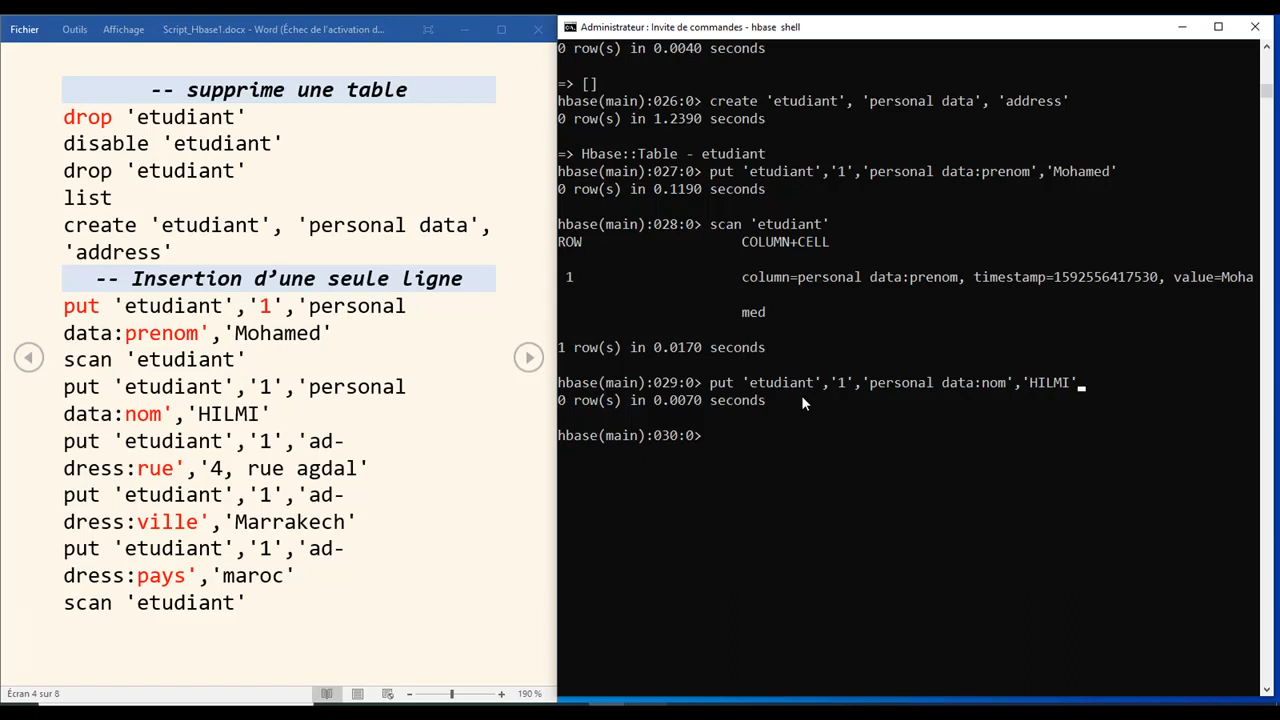 Fichier Outils Affichage Script_Hbase1.docx - Word (Échec de l'activation d...
-- supprime une table
drop 'etudiant'
disable 'etudiant'
drop 'etudiant'
list
create 'etudiant', 'personal data',
'address'
-- Insertion d’une seule ligne
put 'etudiant','1','personal
data:prenom','Mohamed'
scan 'etudiant'
put 'etudiant','1','personal
data:nom','HILMI'
put 'etudiant','1','ad-
dress:rue','4, rue agdal'
put 'etudiant','1','ad-
dress:ville','Marrakech'
put 'etudiant','1','ad-
dress:pays','maroc'
scan 'etudiant'
Écran 4 sur 8
190 %
Administrateur : Invite de commandes - hbase shell
0 row(s) in 0.0040 seconds
=> []
hbase(main):026:0> create 'etudiant', 'personal data', 'address'
0 row(s) in 1.2390 seconds
=> Hbase::Table - etudiant
hbase(main):027:0> put 'etudiant','1','personal data:prenom','Mohamed'
0 row(s) in 0.1190 seconds
hbase(main):028:0> scan 'etudiant'
ROW COLUMN+CELL
1 column=personal data:prenom, timestamp=1592556417530, value=Moha
med
1 row(s) in 0.0170 seconds
hbase(main):029:0> put 'etudiant','1','personal data:nom','HILMI'
0 row(s) in 0.0070 seconds
hbase(main):030:0>